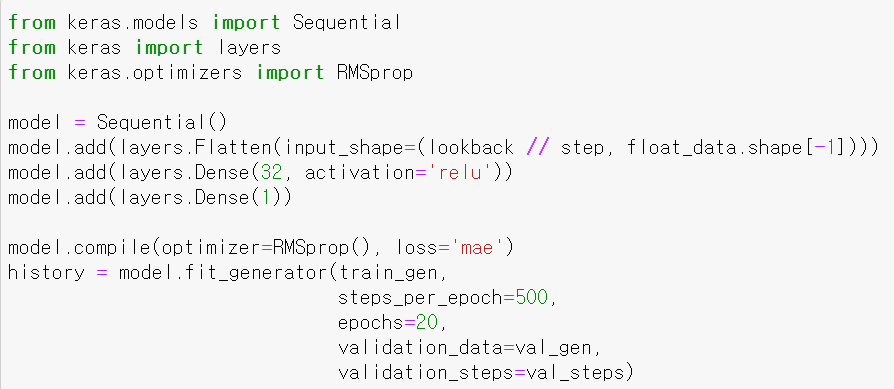 from keras.models import Sequential
from keras import layers
from keras.optimizers import RMSprop
model = Sequential()
model.add(layers.Flatten(input_shape=(lookback // step, float_data.shape[-1])))
model.add(layers.Dense(32, activation='relu'))
model.add(layers.Dense(1))
model.compile(optimizer=RMSprop(), loss='mae')
history = model.fit_generator(train_gen,
steps_per_epoch=500,
epochs=20,
validation_data=val_gen,
validation_steps=val_steps)